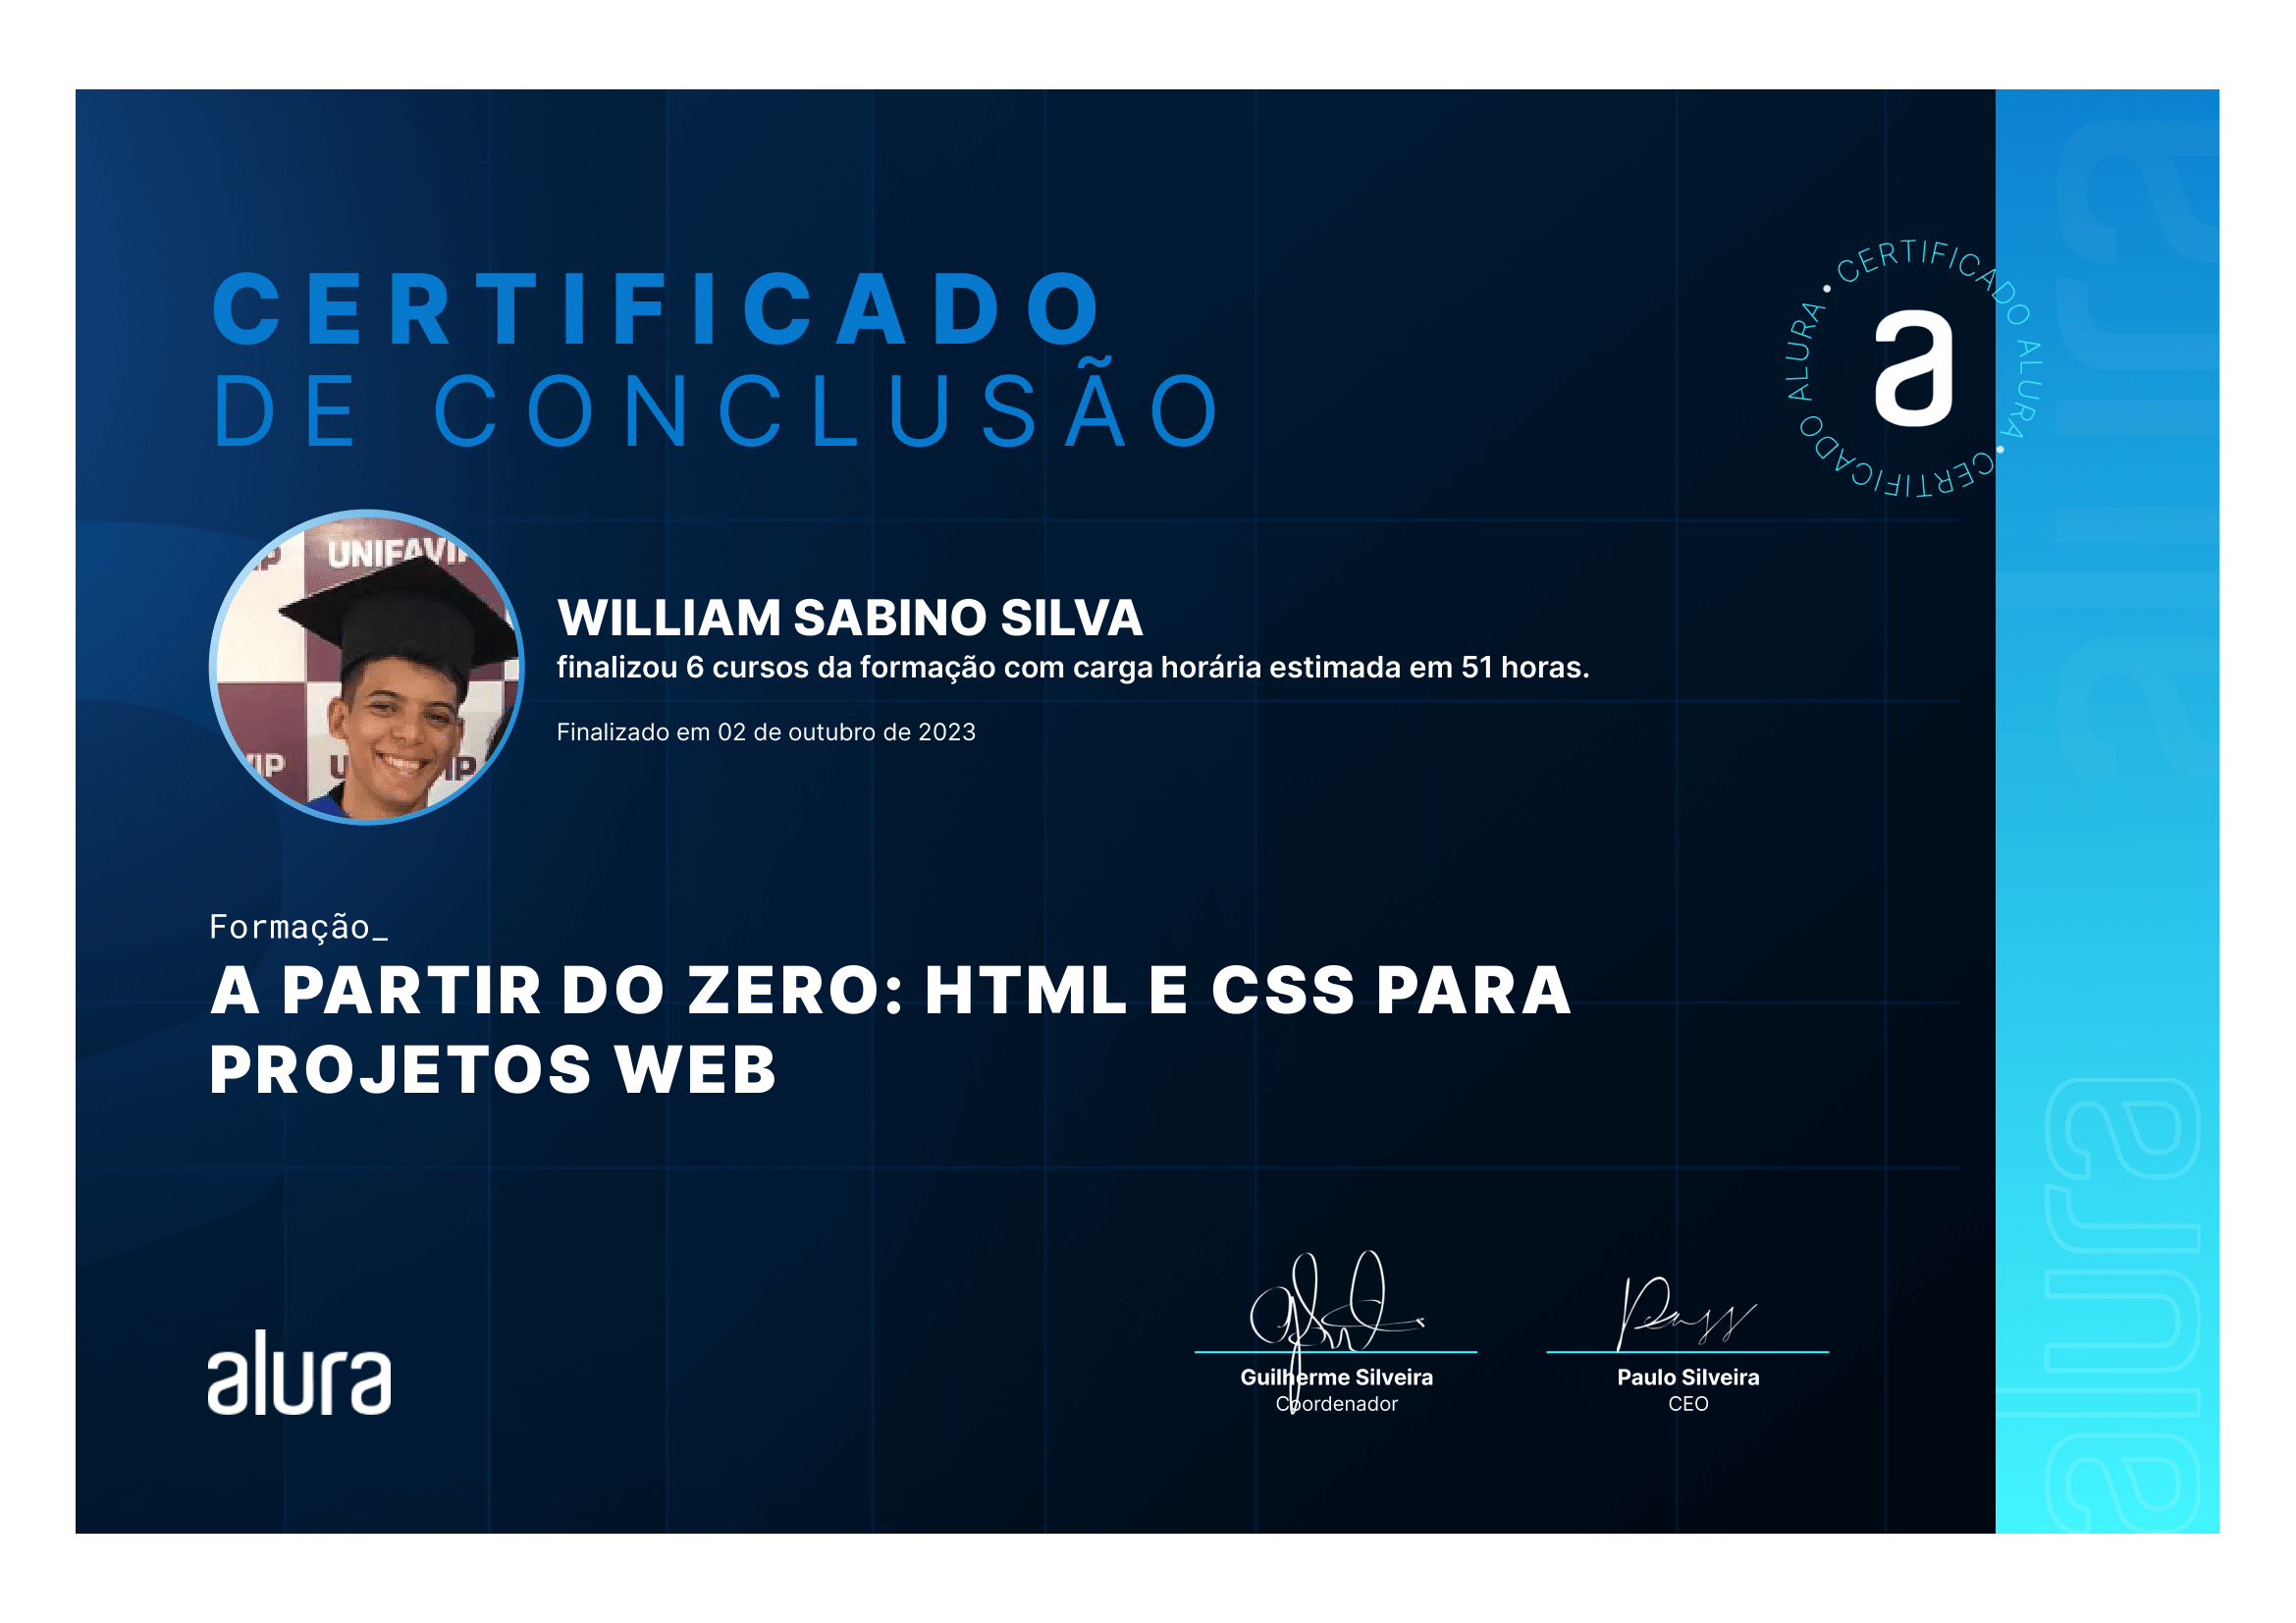 CERTIFICADO
DE CONCLUSÃO
CERTIFICADO ALURA • CERTIFICADO ALURA •
a
UNIFAVIP
WILLIAM SABINO SILVA
finalizou 6 cursos da formação com carga horária estimada em 51 horas.
Finalizado em 02 de outubro de 2023
Formação_
A PARTIR DO ZERO: HTML E CSS PARA
PROJETOS WEB
alura
Guilherme Silveira
Coordenador
Paulo Silveira
CEO
alura
alura